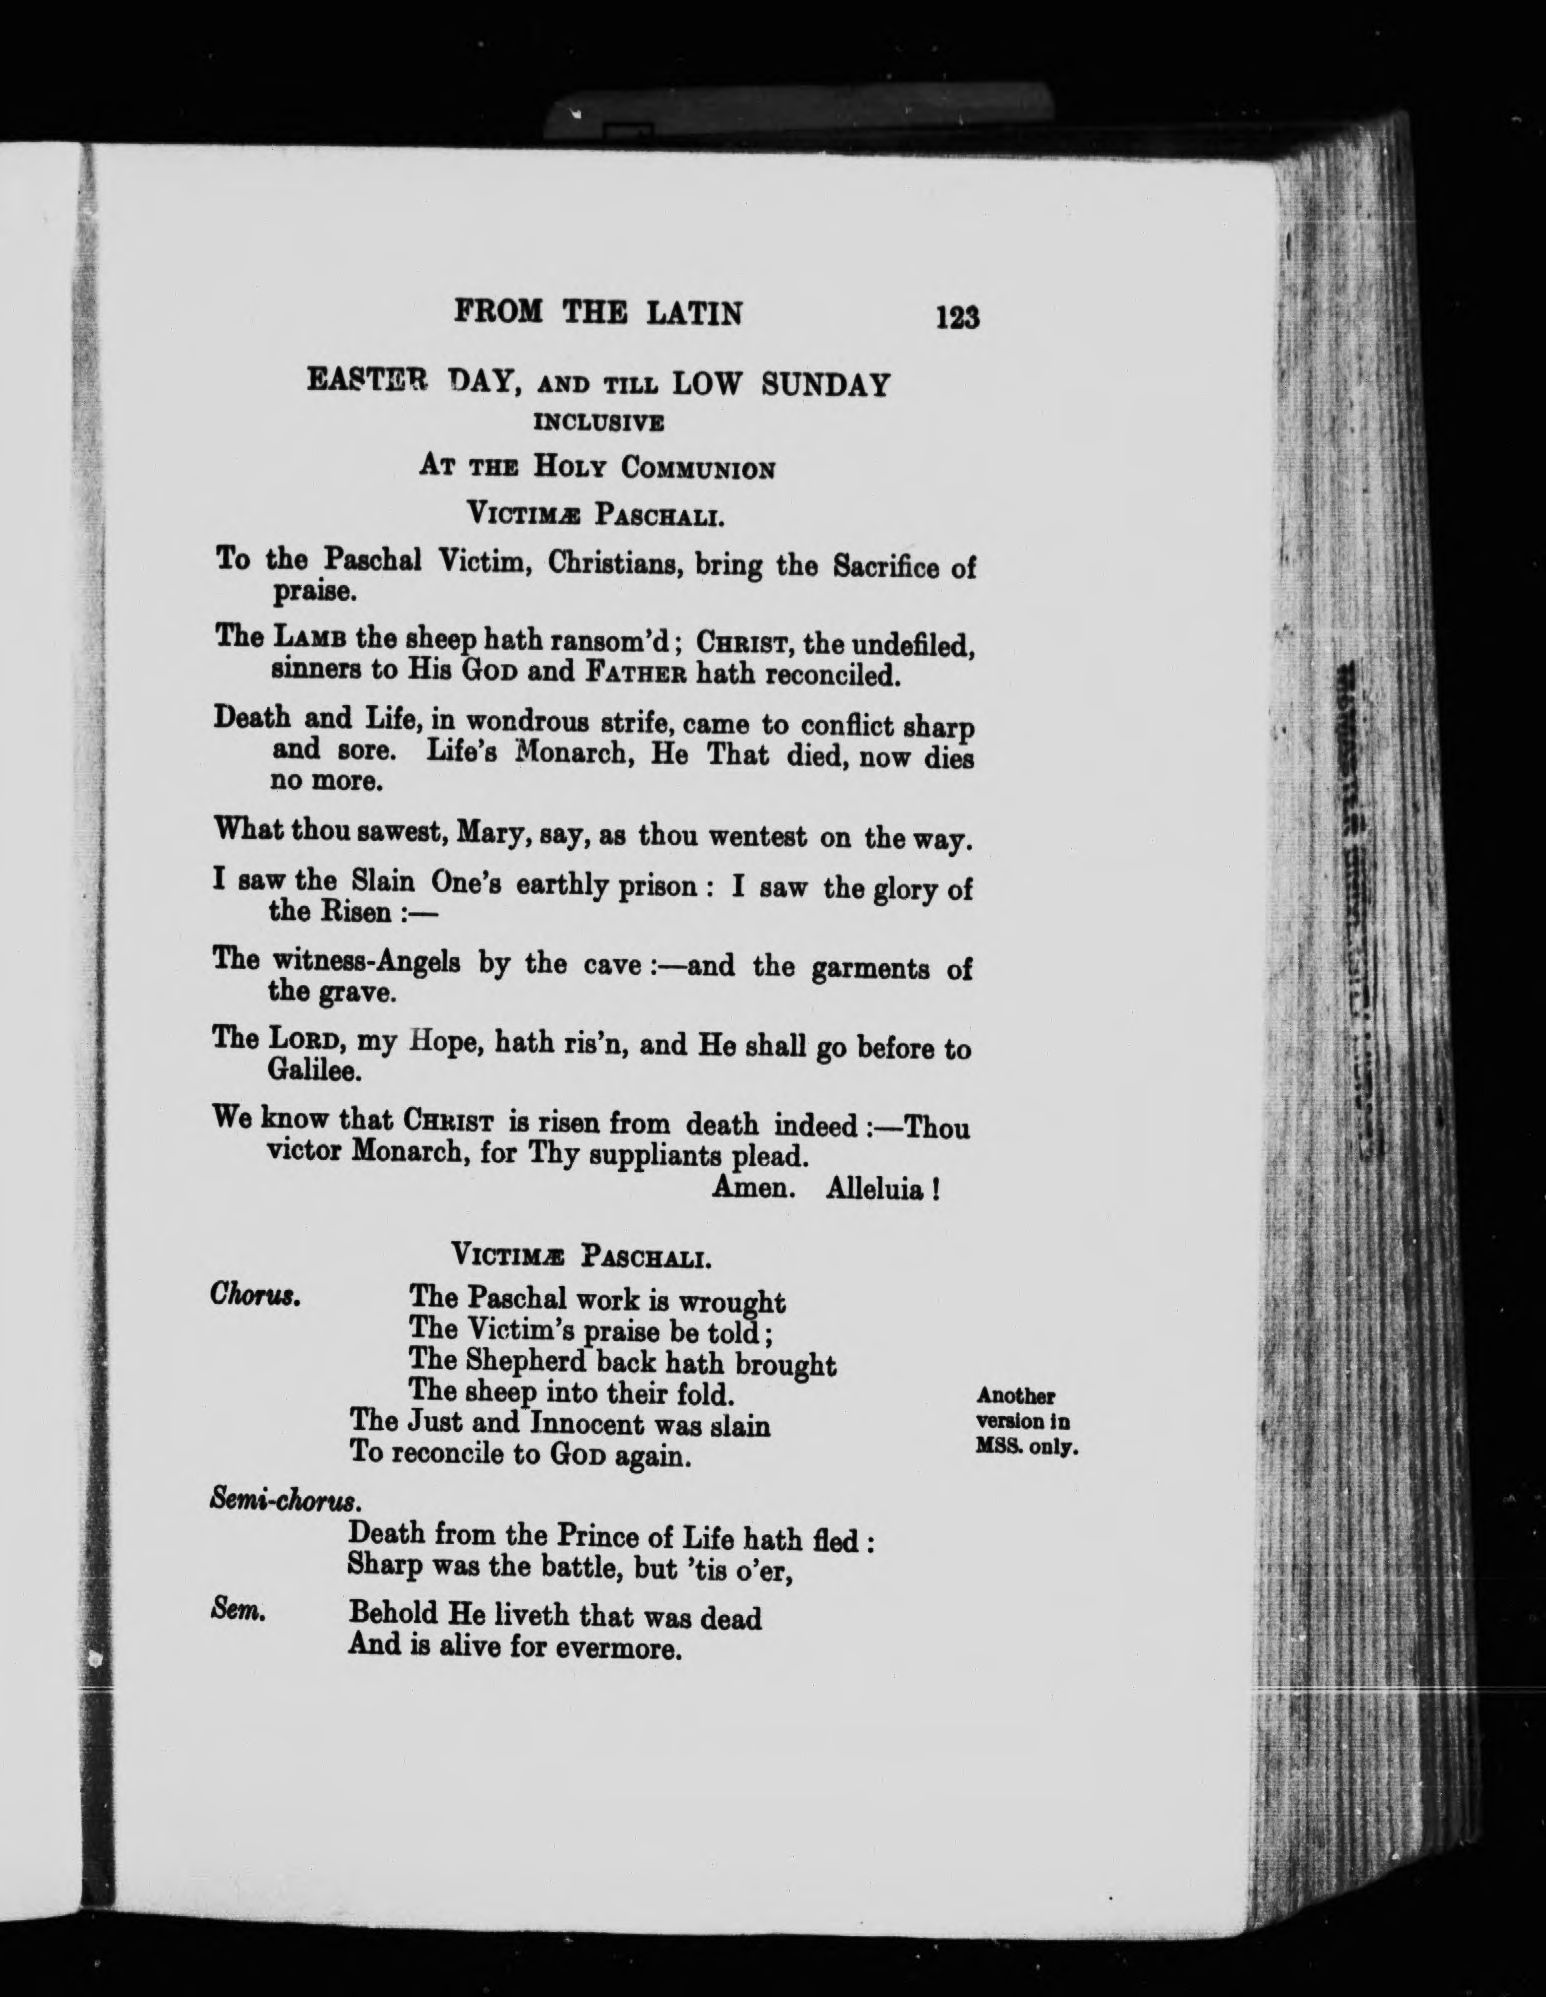 FROM THE LATIN 123
EASTER DAY, AND TILL LOW SUNDAY
INCLUSIVE
AT THE HOLY COMMUNION
VICTIMÆ PASCHALI.
To the Paschal Victim, Christians, bring the Sacrifice of
praise.
The LAMB the sheep hath ransom'd; CHRIST, the undefiled,
sinners to His GOD and FATHER hath reconciled.
Death and Life, in wondrous strife, came to conflict sharp
and sore. Life's Monarch, He That died, now dies
no more.
What thou sawest, Mary, say, as thou wentest on the way.
I saw the Slain One's earthly prison: I saw the glory of
the Risen:—
The witness-Angels by the cave:—and the garments of
the grave.
The LORD, my Hope, hath ris'n, and He shall go before to
Galilee.
We know that CHRIST is risen from death indeed:—Thou
victor Monarch, for Thy suppliants plead.
Amen. Alleluia!
VICTIMÆ PASCHALI.
Chorus. The Paschal work is wrought
The Victim's praise be told;
The Shepherd back hath brought
The sheep into their fold.
The Just and Innocent was slain
To reconcile to GOD again.
Another
version in
MSS. only.
Semi-chorus.
Death from the Prince of Life hath fled:
Sharp was the battle, but 'tis o'er,
Sem. Behold He liveth that was dead
And is alive for evermore.